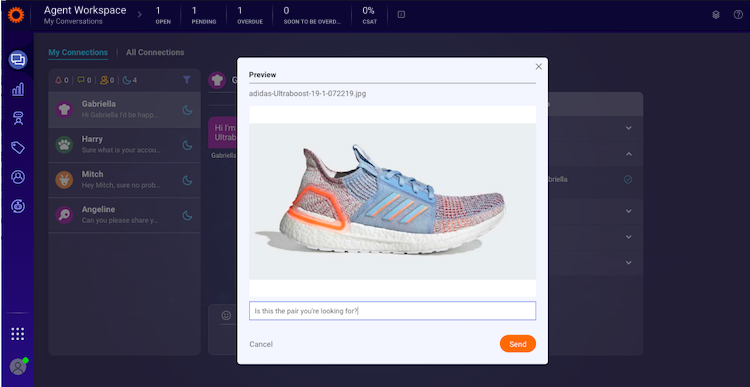 Agent Workspace
My Conversations
1
OPEN
1
PENDING
1
OVERDUE
0
SOON TO BE OVERD...
0%
CSAT
My Connections
All Connections
0
0
0
4
Gabriella
Hi Gabriella I'd be happ...
Harry
Sure what is your accou...
Mitch
Hey Mitch, sure no prob...
Angeline
Can you please share y...
G
Hi I'm
Ultrab
Gabriella
briella
Preview
adidas-Ultraboost-19-1-072219.jpg
Is this the pair you're looking for?
Cancel
Send